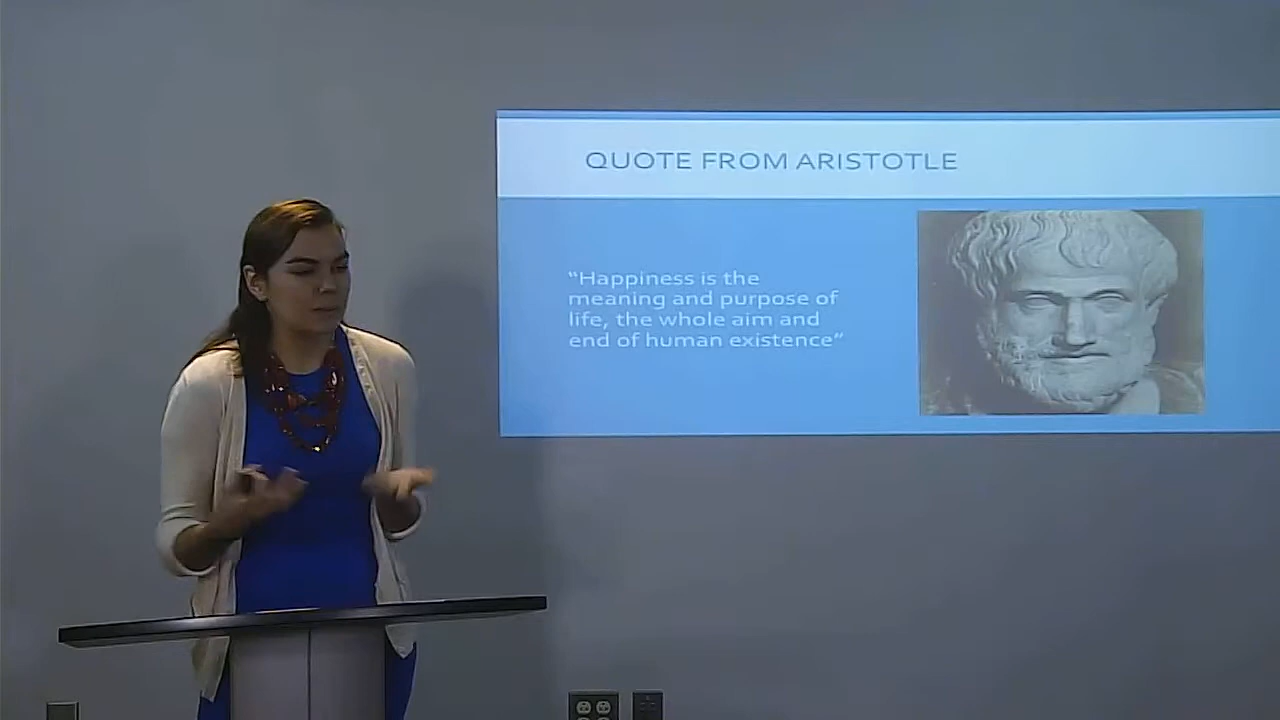 QUOTE FROM ARISTOTLE
“Happiness is the
meaning and purpose of
life, the whole aim and
end of human existence”